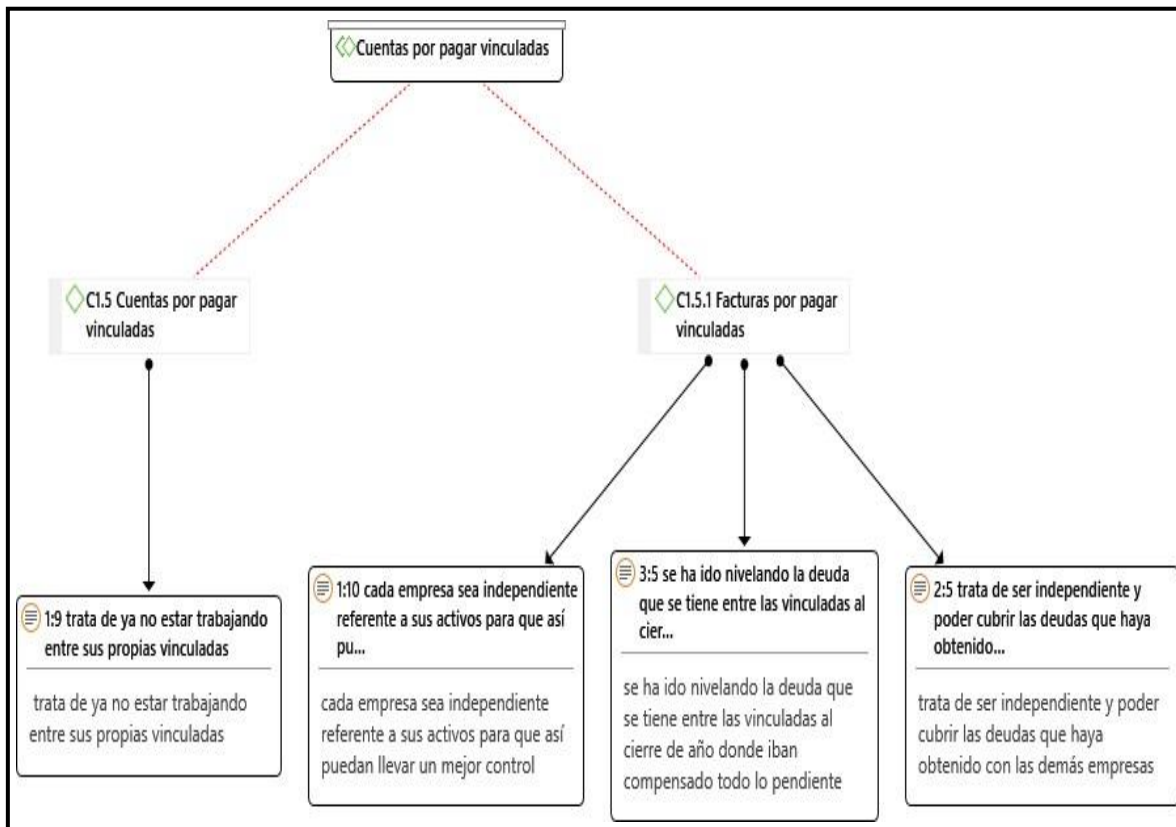 Cuentas por pagar vinculadas
C1.5 Cuentas por pagar
vinculadas
C1.5.1 Facturas por pagar
vinculadas
1:9 trata de ya no estar trabajando
entre sus propias vinculadas
trata de ya no estar trabajando
entre sus propias vinculadas
1:10 cada empresa sea independiente
referente a sus activos para que así
pu...
cada empresa sea independiente
referente a sus activos para que así
puedan llevar un mejor control
3:5 se ha ido nivelando la deuda
que se tiene entre las vinculadas al
cier...
se ha ido nivelando la deuda que
se tiene entre las vinculadas al
cierre de año donde iban
compensado todo lo pendiente
2:5 trata de ser independiente y
poder cubrir las deudas que haya
obtenido...
trata de ser independiente y poder
cubrir las deudas que haya
obtenido con las demás empresas